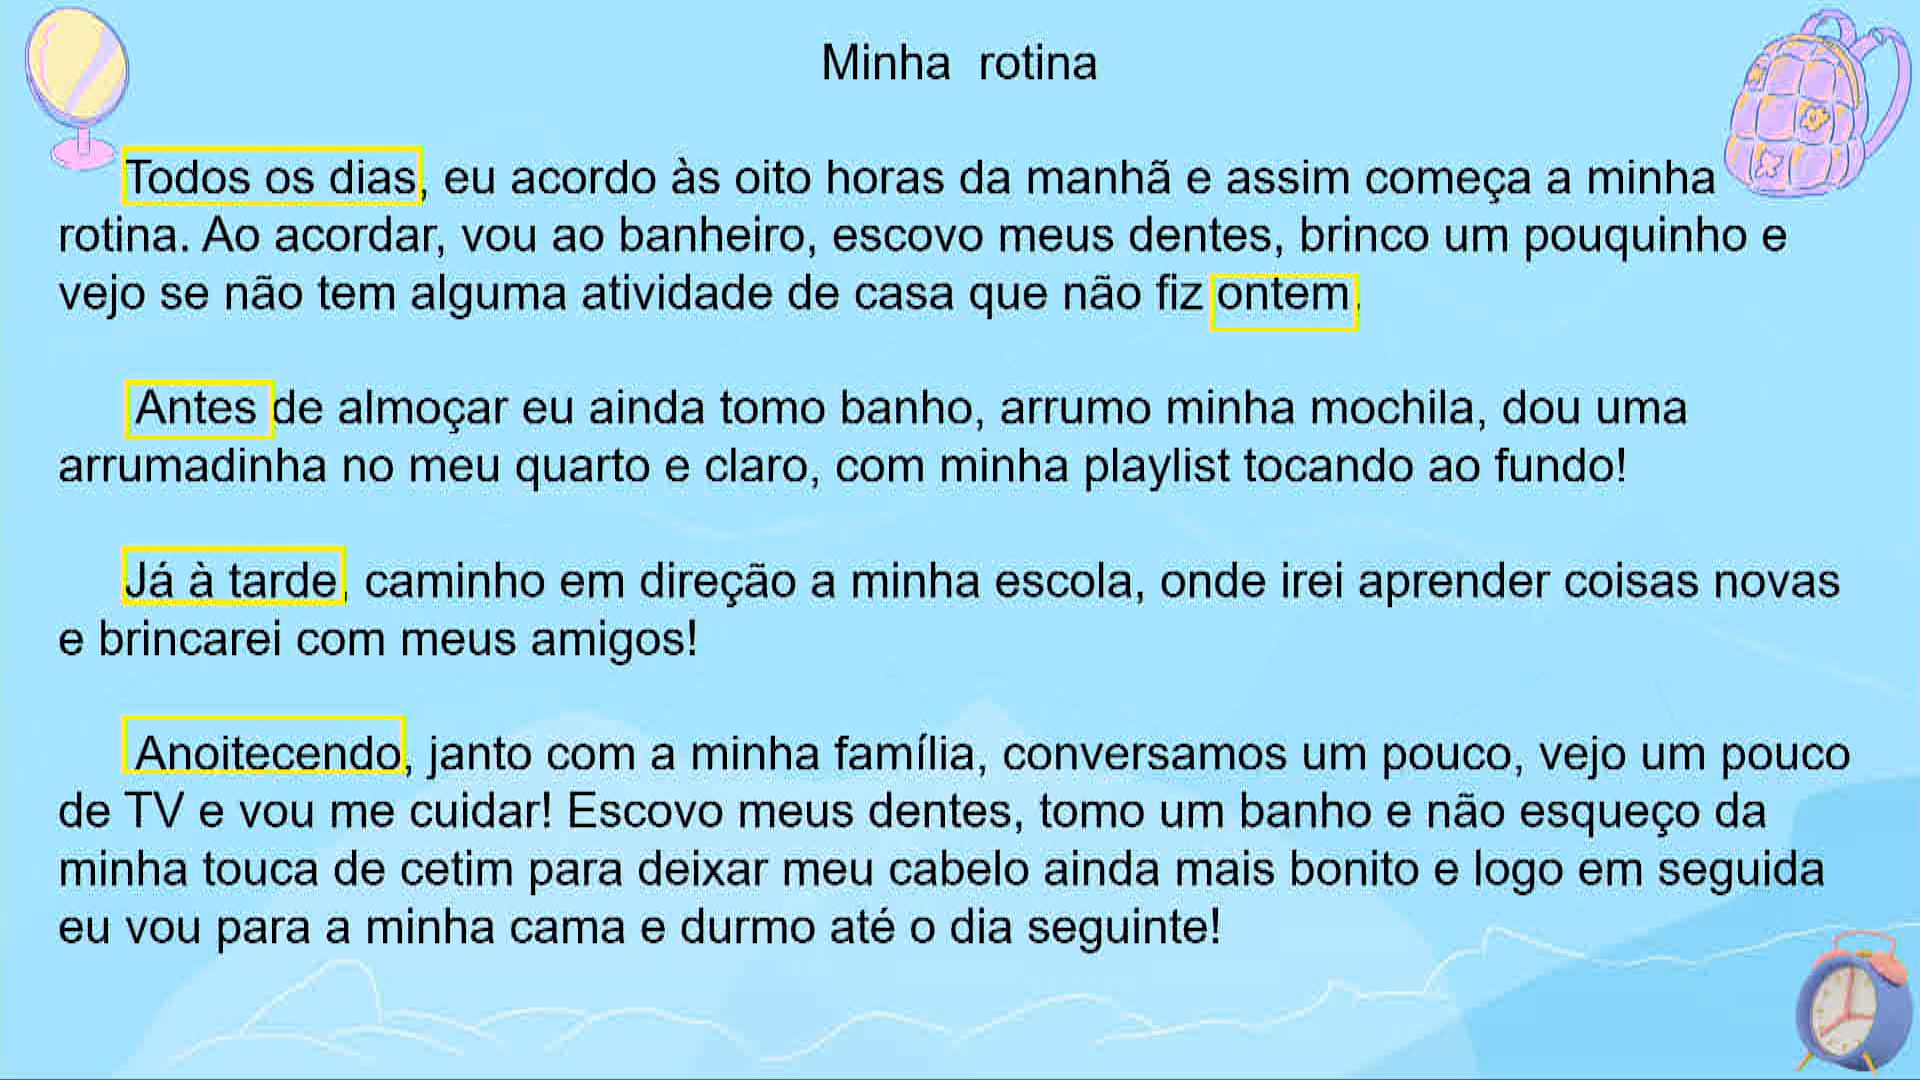 Minha rotina
Todos os dias, eu acordo às oito horas da manhã e assim começa a minha
rotina. Ao acordar, vou ao banheiro, escovo meus dentes, brinco um pouquinho e
vejo se não tem alguma atividade de casa que não fiz ontem.
Antes de almoçar eu ainda tomo banho, arrumo minha mochila, dou uma
arrumadinha no meu quarto e claro, com minha playlist tocando ao fundo!
Já à tarde, caminho em direção a minha escola, onde irei aprender coisas novas
e brincarei com meus amigos!
Anoitecendo, janto com a minha família, conversamos um pouco, vejo um pouco
de TV e vou me cuidar! Escovo meus dentes, tomo um banho e não esqueço da
minha touca de cetim para deixar meu cabelo ainda mais bonito e logo em seguida
eu vou para a minha cama e durmo até o dia seguinte!